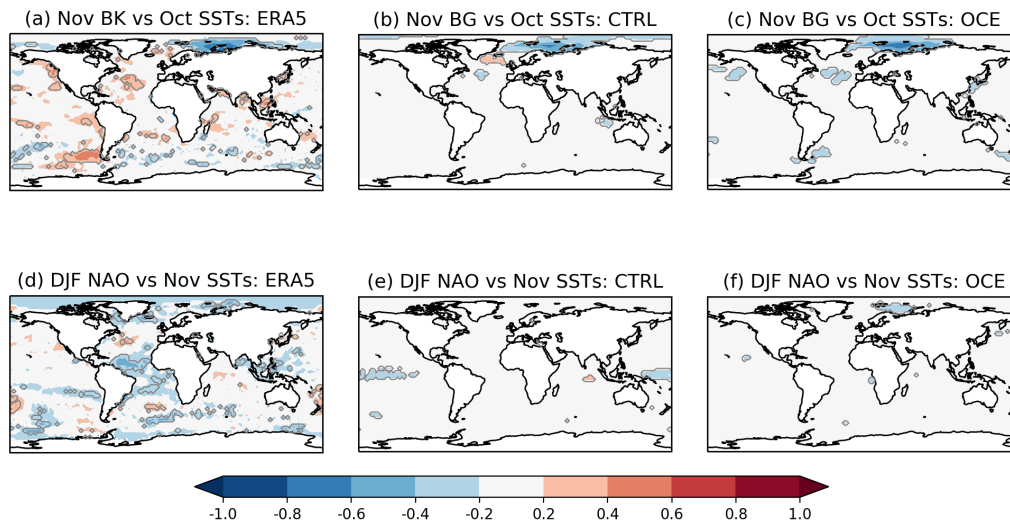 (a) Nov BK vs Oct SSTs: ERA5
(b) Nov BG vs Oct SSTs: CTRL
(c) Nov BG vs Oct SSTs: OCE
(d) DJF NAO vs Nov SSTs: ERA5
(e) DJF NAO vs Nov SSTs: CTRL
(f) DJF NAO vs Nov SSTs: OCE
-1.0 -0.8 -0.6 -0.4 -0.2 0.2 0.4 0.6 0.8 1.0